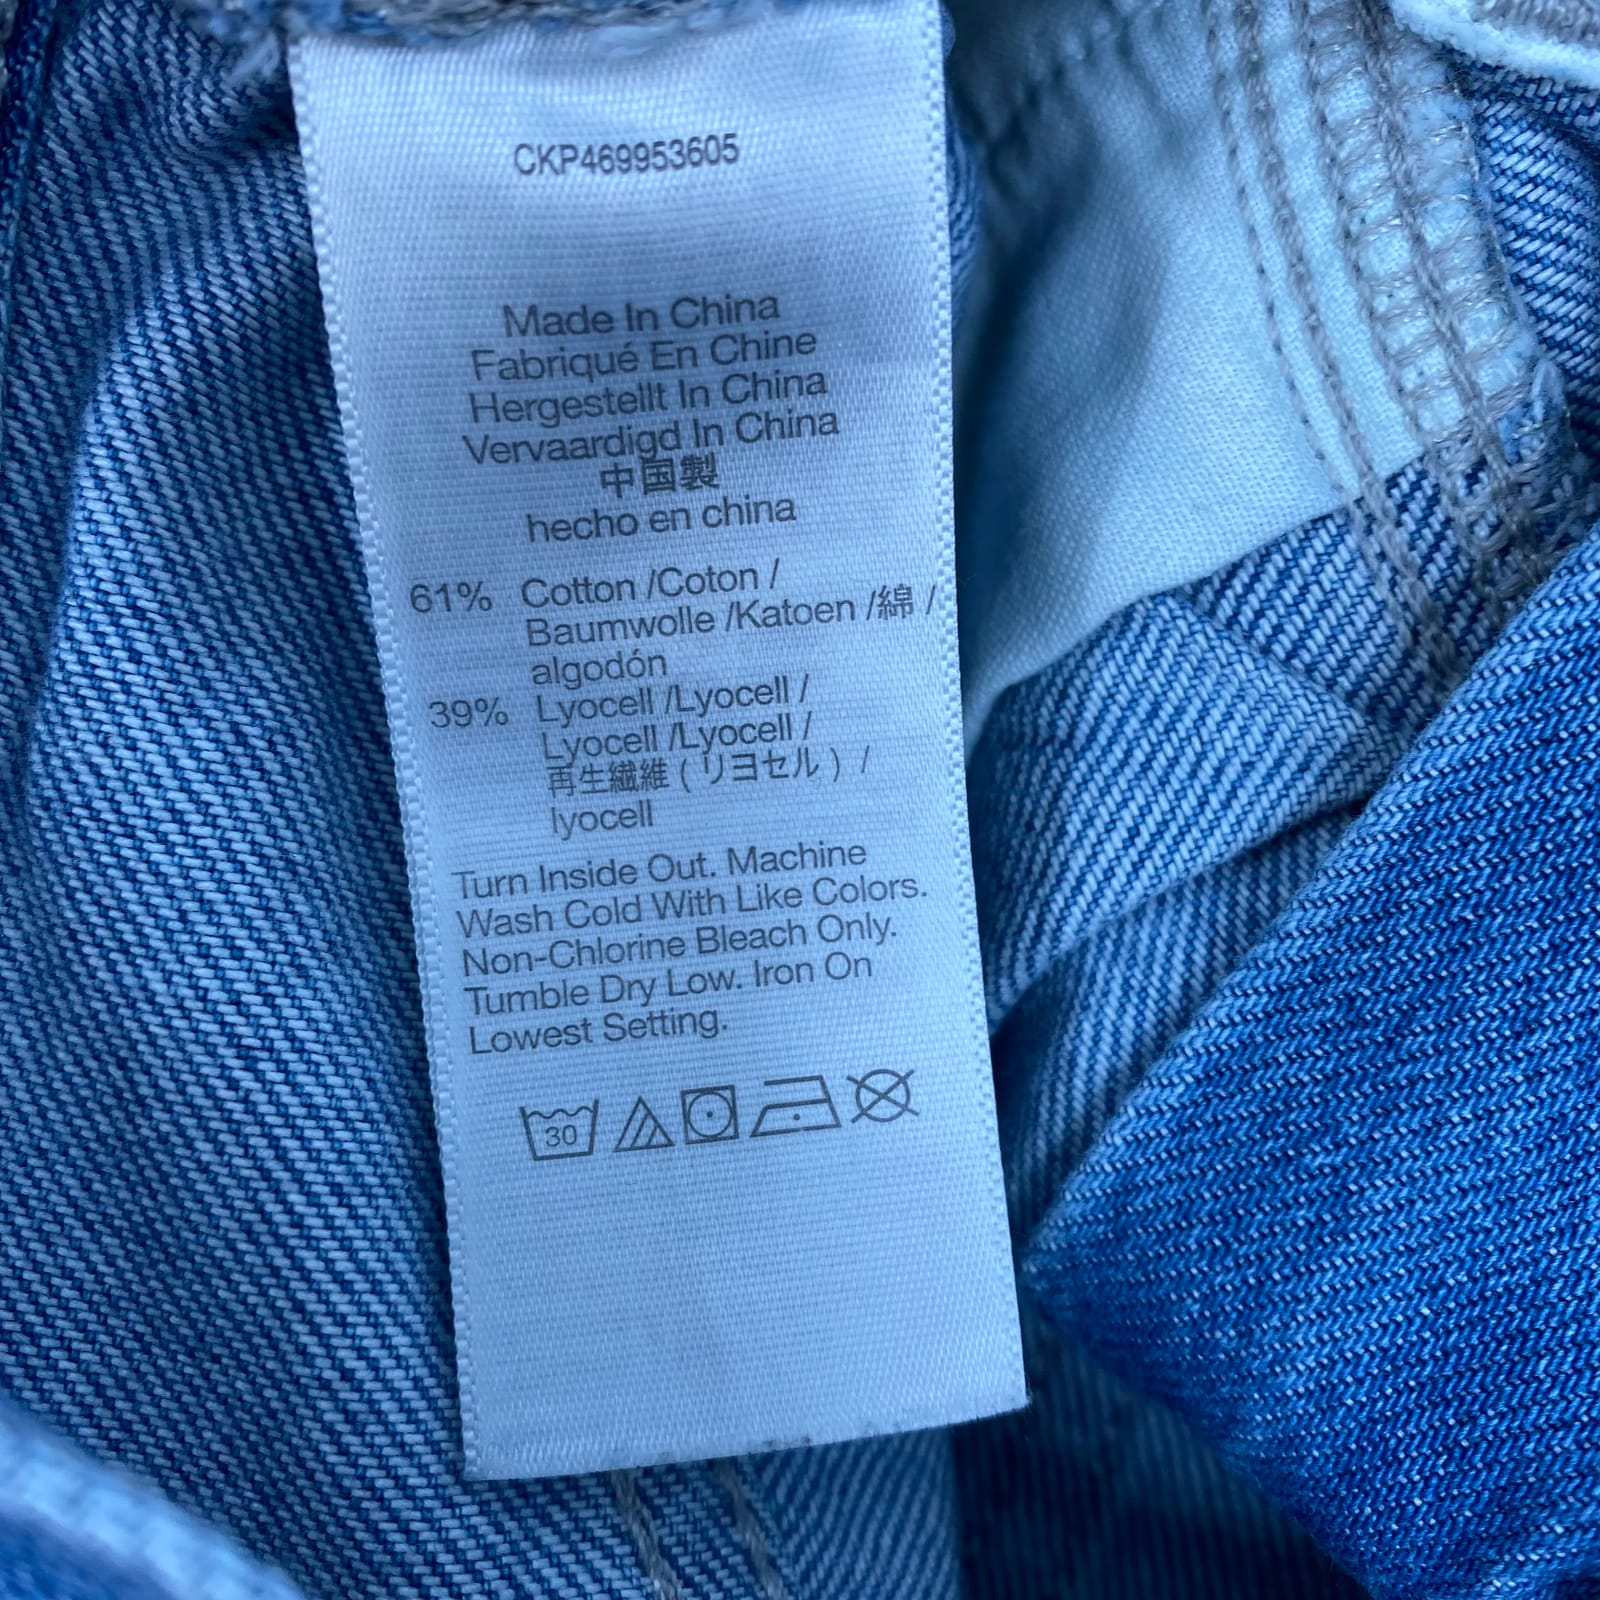 CKP469953605
Made In China
Fabriqué En Chine
Hergestellt In China
Vervaardigd In China
中国製
hecho en china
61% Cotton /Coton /
Baumwolle /Katoen /綿 /
algodón
39% Lyocell /Lyocell /
Lyocell /Lyocell /
再生繊維 ( リヨセル ) /
lyocell
Turn Inside Out. Machine
Wash Cold With Like Colors.
Non-Chlorine Bleach Only.
Tumble Dry Low. Iron On
Lowest Setting.
30